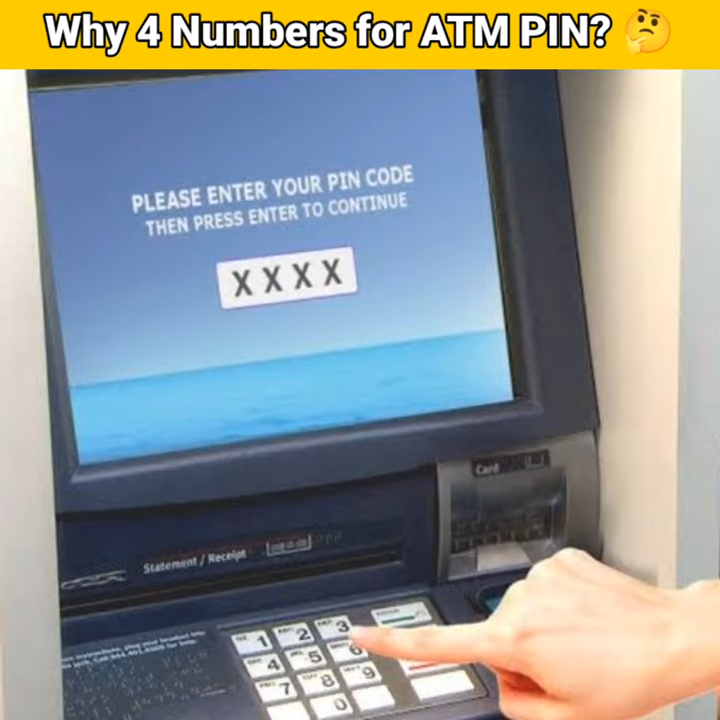 Why 4 Numbers for ATM PIN? 🤔
PLEASE ENTER YOUR PIN CODE
THEN PRESS ENTER TO CONTINUE
X X X X
Card
Statement / Receipt
1 2 3
4 5 6
7 8 9
0